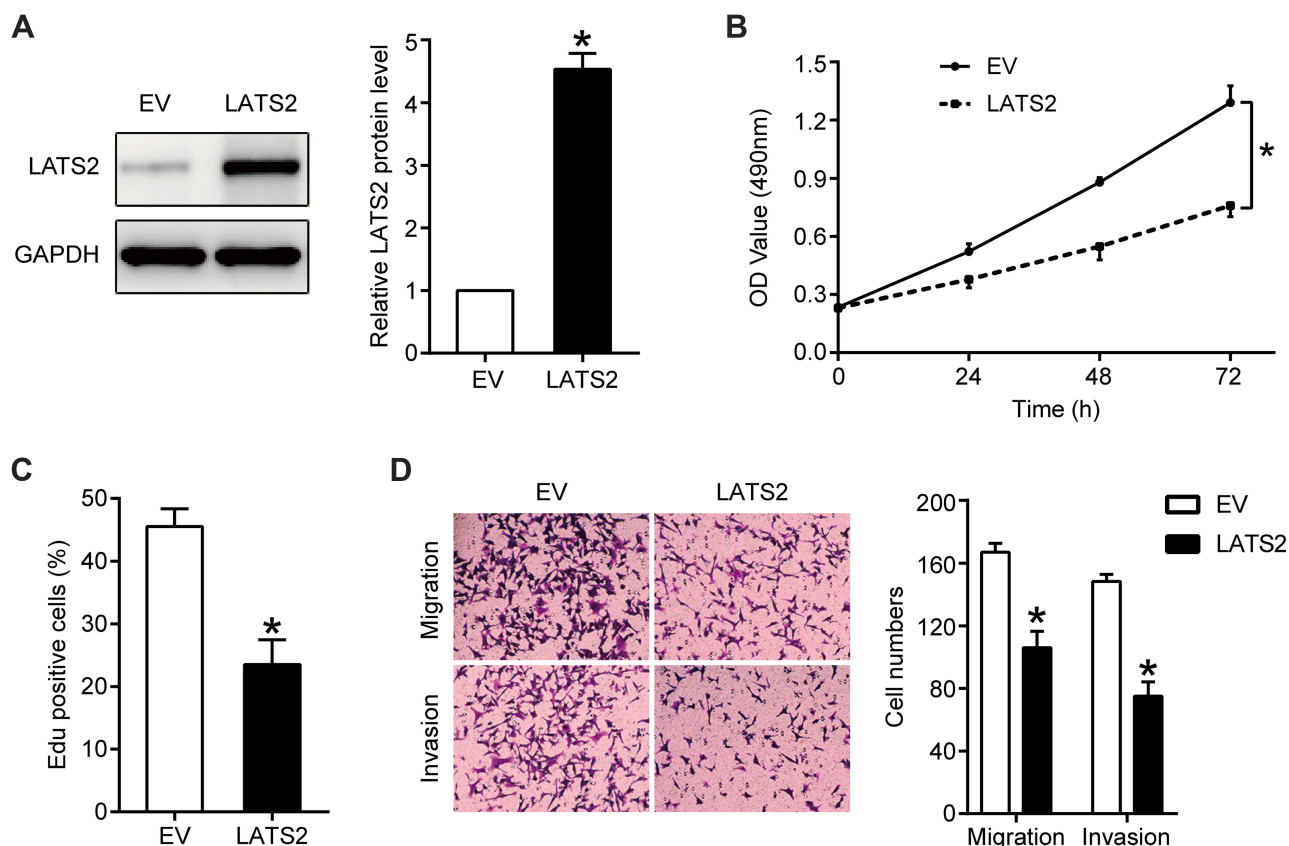 A
EV LATS2
LATS2
GAPDH
Relative LATS2 protein level
5
4
3
2
1
0
*
EV LATS2
B
OD Value (490nm)
1.5
1.2
0.9
0.6
0.3
0.0
EV
LATS2
*
0 24 48 72
Time (h)
C
Edu positive cells (%)
50
40
30
20
10
0
*
EV LATS2
D
EV LATS2
Migration
Invasion
Cell numbers
200
160
120
80
40
0
EV
LATS2
*
*
Migration Invasion